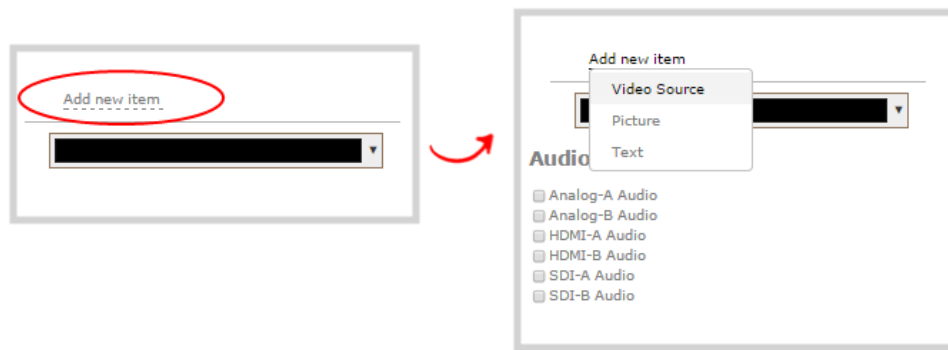 Add new item
Add new item
Video Source
Picture
Text
Audio
Analog-A Audio
Analog-B Audio
HDMI-A Audio
HDMI-B Audio
SDI-A Audio
SDI-B Audio